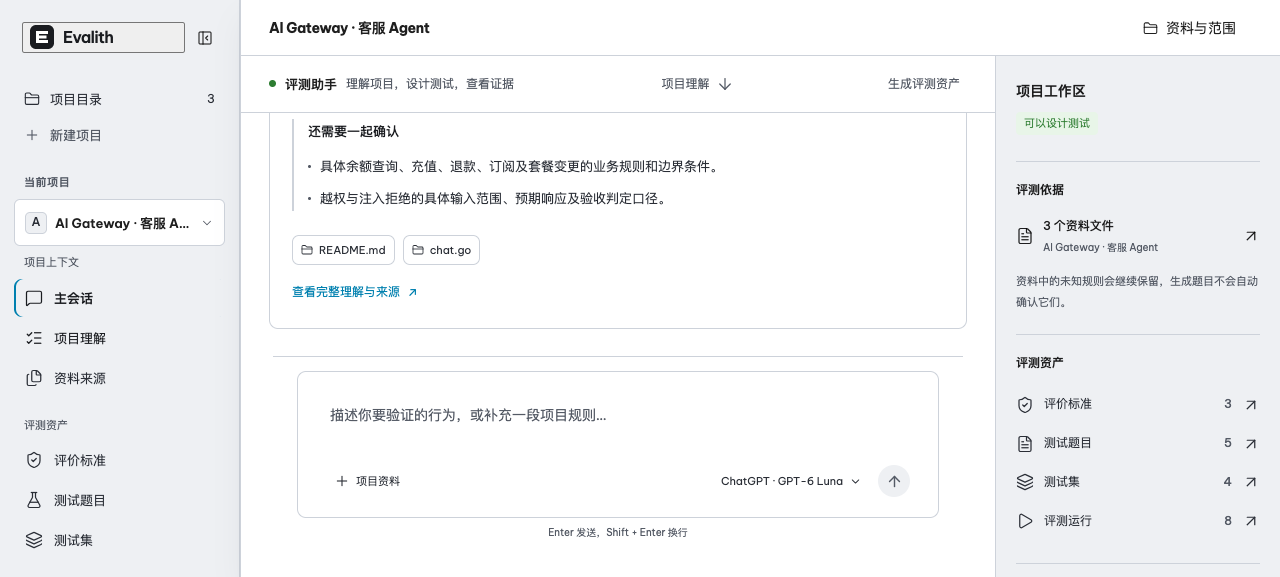 Evalith
项目目录 3
新建项目
当前项目
A AI Gateway · 客服 A...
项目上下文
主会话
项目理解
资料来源
评测资产
评价标准
测试题目
测试集
AI Gateway · 客服 Agent
资料与范围
评测助手 理解项目，设计测试，查看证据
项目理解
生成评测资产
还需要一起确认
• 具体余额查询、充值、退款、订阅及套餐变更的业务规则和边界条件。
• 越权与注入拒绝的具体输入范围、预期响应及验收判定口径。
README.md chat.go
查看完整理解与来源
描述你要验证的行为，或补充一段项目规则...
项目资料
ChatGPT · GPT-6 Luna
Enter 发送，Shift + Enter 换行
项目工作区
可以设计测试
评测依据
3 个资料文件
AI Gateway · 客服 Agent
资料中的未知规则会继续保留，生成题目不会自动
确认它们。
评测资产
评价标准 3
测试题目 5
测试集 4
评测运行 8